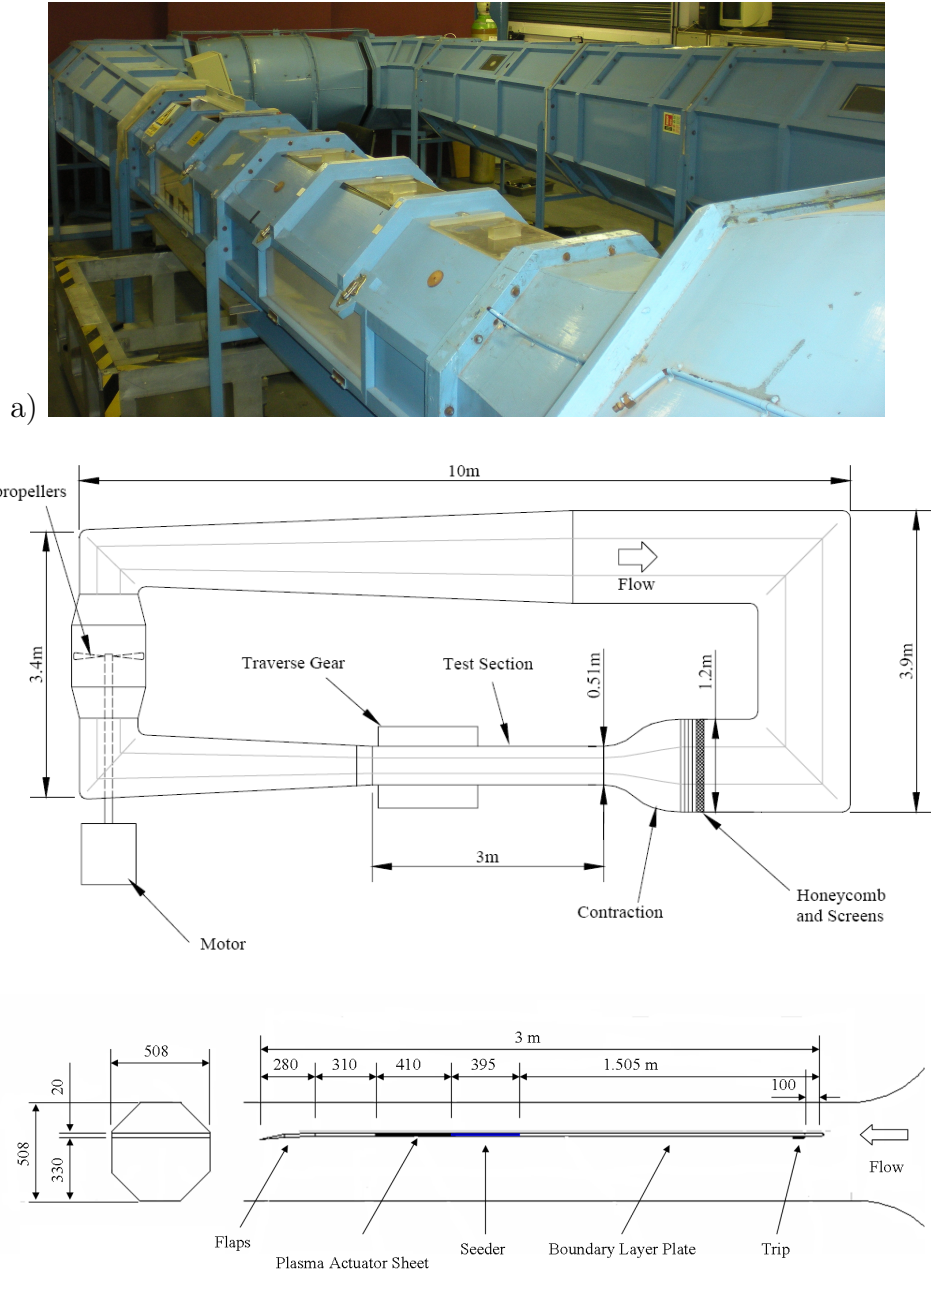 a)
10m
propellers
Flow
3.4m
Traverse Gear
Test Section
0.51m
1.2m
3.9m
3m
Contraction
Honeycomb
and Screens
Motor
3 m
508
280
310
410
395
1.505 m
20
100
508
330
Flow
Flaps
Plasma Actuator Sheet
Seeder
Boundary Layer Plate
Trip